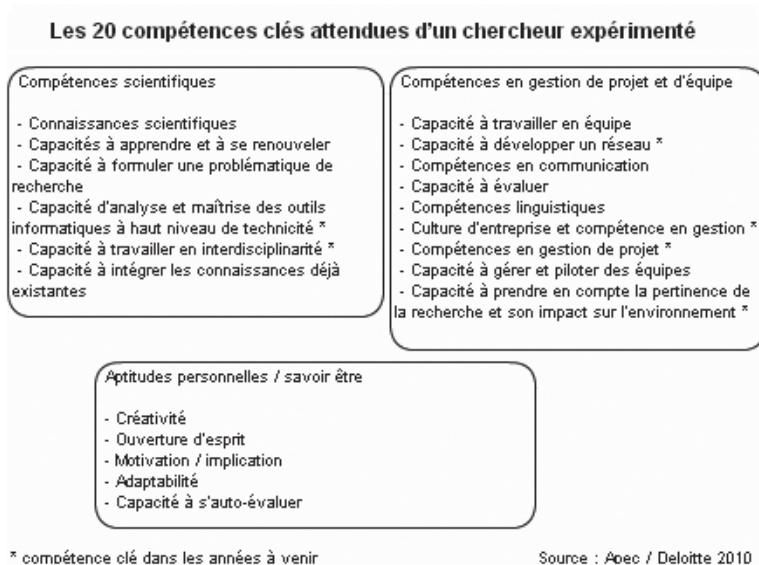 Les 20 compétences clés attendues d'un chercheur expérimenté
Compétences scientifiques
- Connaissances scientifiques
- Capacités à apprendre et à se renouveler
- Capacité à formuler une problématique de
recherche
- Capacité d'analyse et maîtrise des outils
informatiques à haut niveau de technicité *
- Capacité à travailler en interdisciplinarité *
- Capacité à intégrer les connaissances déjà
existantes
Compétences en gestion de projet et d'équipe
- Capacité à travailler en équipe
- Capacité à développer un réseau *
- Compétences en communication
- Capacité à évaluer
- Compétences linguistiques
- Culture d'entreprise et compétence en gestion *
- Compétences en gestion de projet *
- Capacité à gérer et piloter des équipes
- Capacité à prendre en compte la pertinence de
la recherche et son impact sur l'environnement *
Aptitudes personnelles / savoir être
- Créativité
- Ouverture d'esprit
- Motivation / implication
- Adaptabilité
- Capacité à s'auto-évaluer
* compétence clé dans les années à venir
Source : Apec / Deloitte 2010